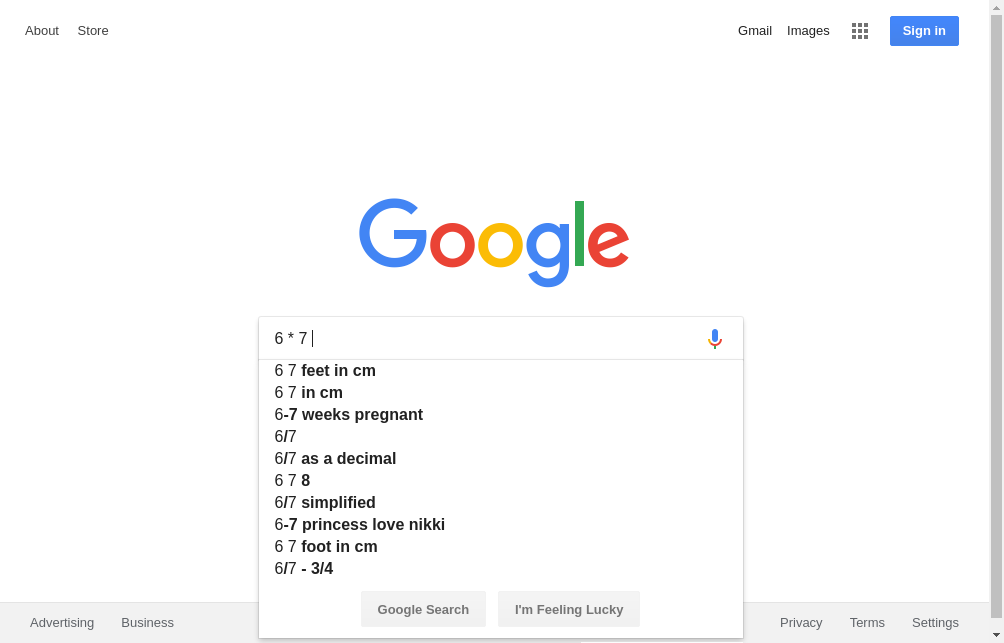 About Store Gmail Images Sign in
Google
6 * 7
6 7 feet in cm
6 7 in cm
6-7 weeks pregnant
6/7
6/7 as a decimal
6 7 8
6/7 simplified
6-7 princess love nikki
6 7 foot in cm
6/7 - 3/4
Google Search I'm Feeling Lucky
Advertising Business Privacy Terms Settings